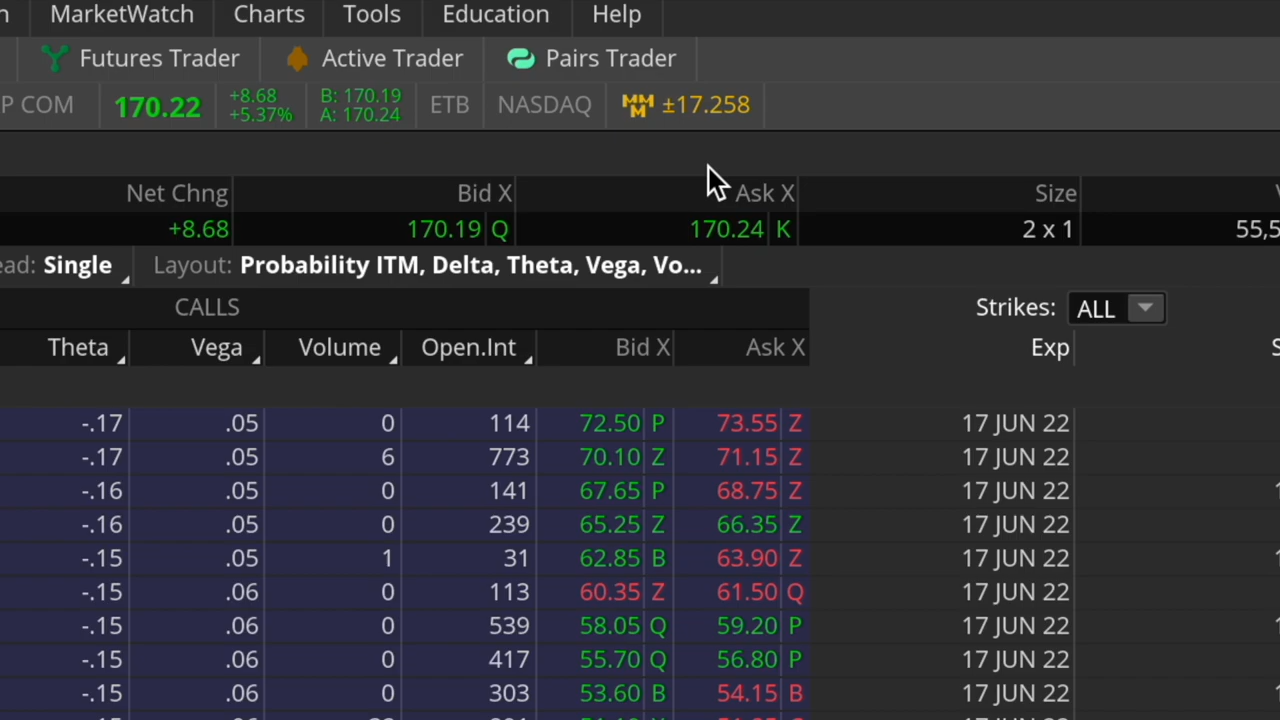 MarketWatch Charts Tools Education Help
Futures Trader Active Trader Pairs Trader
P COM 170.22 +8.68 +5.37% B: 170.19 A: 170.24 ETB NASDAQ MMM ±17.258
Net Chng Bid X Ask X Size
+8.68 170.19 Q 170.24 K 2 x 1 55,5
ead: Single Layout: Probability ITM, Delta, Theta, Vega, Vo...
CALLS Strikes: ALL
Theta Vega Volume Open.Int Bid X Ask X Exp S
-.17 .05 0 114 72.50 P 73.55 Z 17 JUN 22
-.17 .05 6 773 70.10 Z 71.15 Z 17 JUN 22
-.16 .05 0 141 67.65 P 68.75 Z 17 JUN 22
-.16 .05 0 239 65.25 Z 66.35 Z 17 JUN 22
-.15 .05 1 31 62.85 B 63.90 Z 17 JUN 22
-.15 .06 0 113 60.35 Z 61.50 Q 17 JUN 22
-.15 .06 0 539 58.05 Q 59.20 P 17 JUN 22
-.15 .06 0 417 55.70 Q 56.80 P 17 JUN 22
-.15 .06 0 303 53.60 B 54.15 B 17 JUN 22